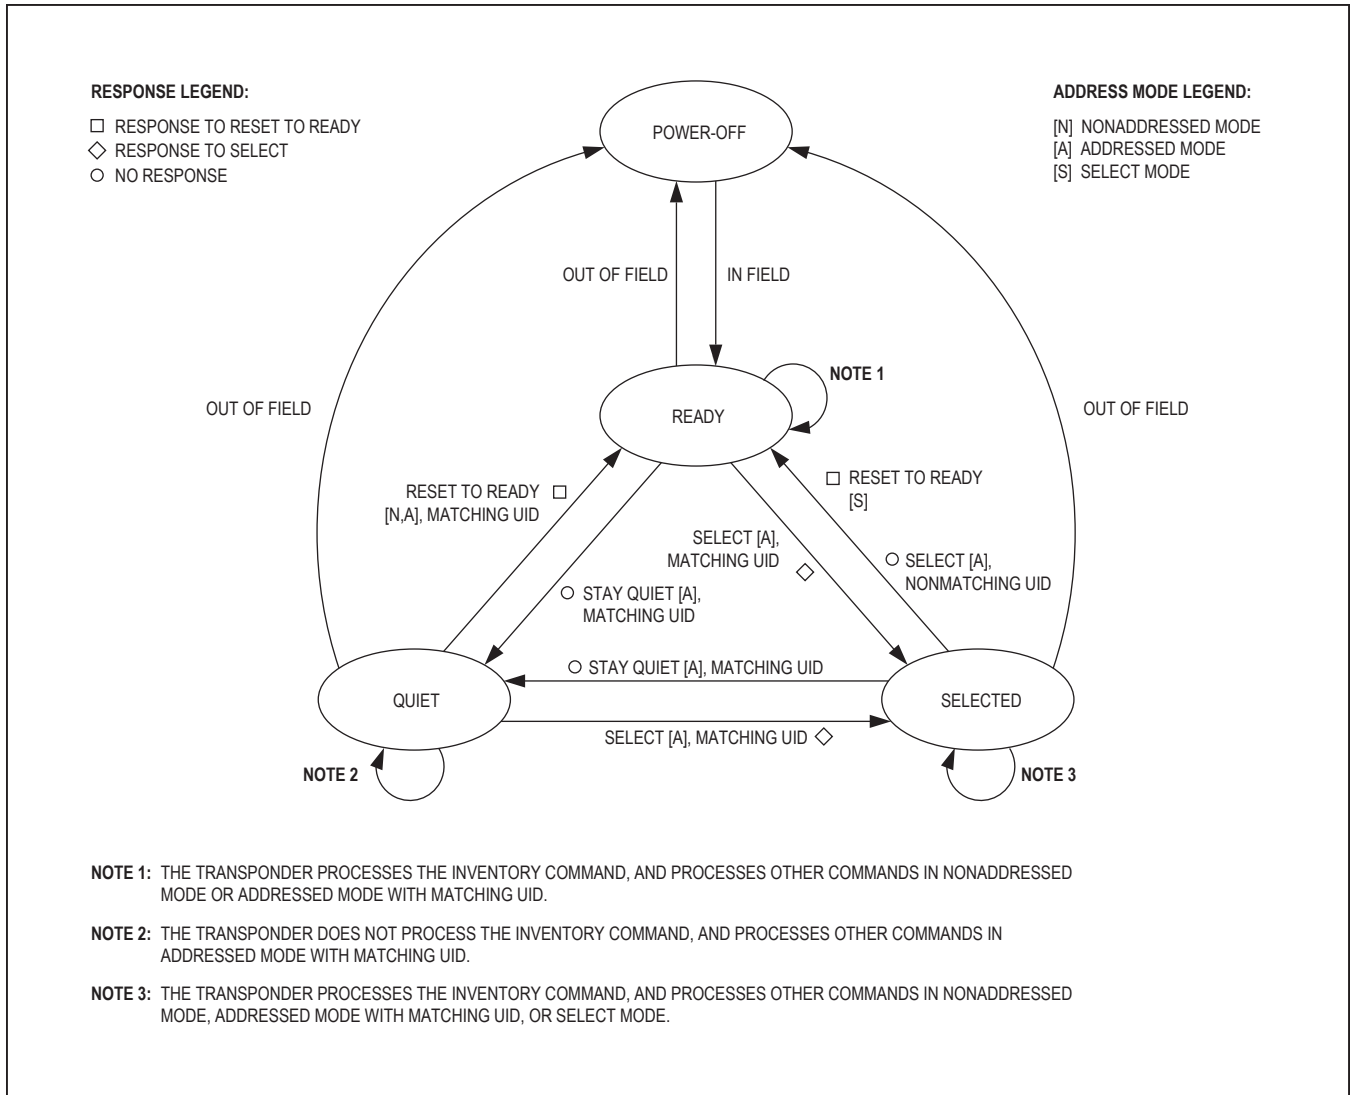 RESPONSE LEGEND:
□ RESPONSE TO RESET TO READY
◇ RESPONSE TO SELECT
○ NO RESPONSE
ADDRESS MODE LEGEND:
[N] NONADDRESSED MODE
[A] ADDRESSED MODE
[S] SELECT MODE
POWER-OFF
OUT OF FIELD
IN FIELD
NOTE 1
OUT OF FIELD
READY
OUT OF FIELD
RESET TO READY □
[N,A], MATCHING UID
□ RESET TO READY
[S]
SELECT [A],
MATCHING UID ◇
○ SELECT [A],
NONMATCHING UID
○ STAY QUIET [A],
MATCHING UID
○ STAY QUIET [A], MATCHING UID
QUIET
SELECTED
SELECT [A], MATCHING UID ◇
NOTE 2
NOTE 3
NOTE 1: THE TRANSPONDER PROCESSES THE INVENTORY COMMAND, AND PROCESSES OTHER COMMANDS IN NONADDRESSED
MODE OR ADDRESSED MODE WITH MATCHING UID.
NOTE 2: THE TRANSPONDER DOES NOT PROCESS THE INVENTORY COMMAND, AND PROCESSES OTHER COMMANDS IN
ADDRESSED MODE WITH MATCHING UID.
NOTE 3: THE TRANSPONDER PROCESSES THE INVENTORY COMMAND, AND PROCESSES OTHER COMMANDS IN NONADDRESSED
MODE, ADDRESSED MODE WITH MATCHING UID, OR SELECT MODE.